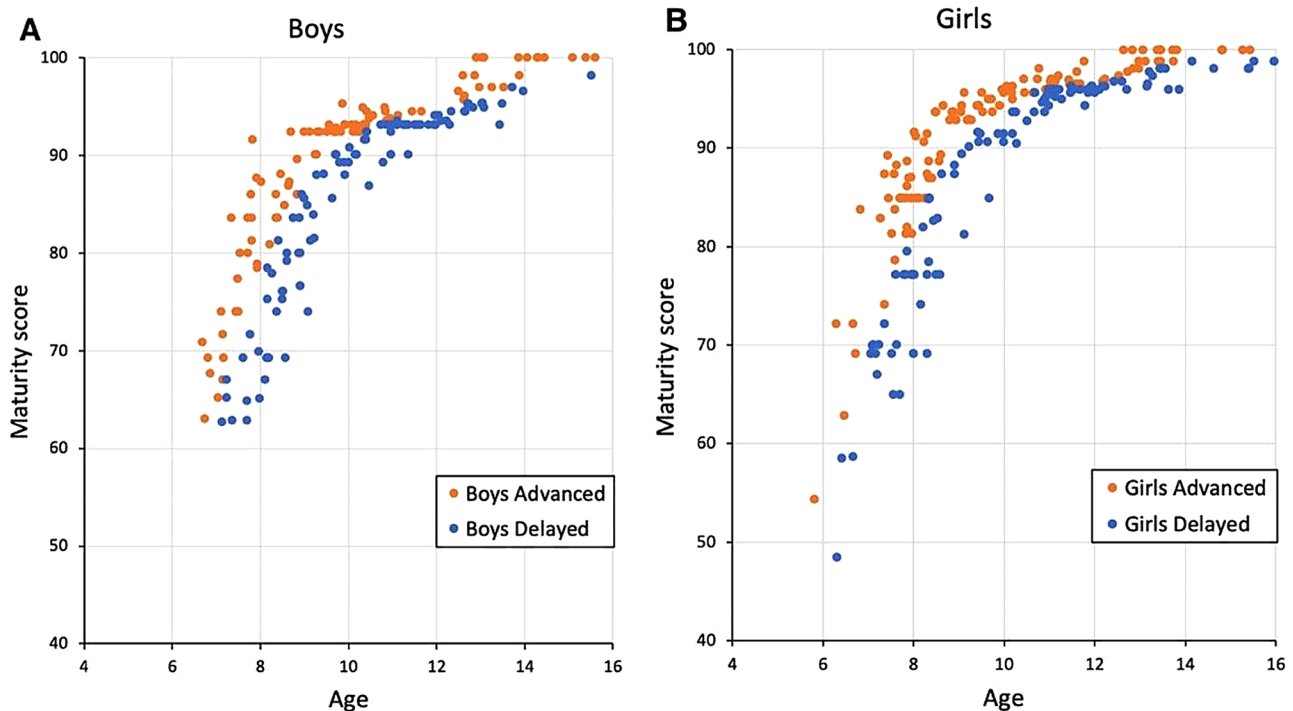 A
Boys
Maturity score
100
90
80
70
60
50
40
4 6 8 10 12 14 16
Age
Boys Advanced
Boys Delayed
B
Girls
Maturity score
100
90
80
70
60
50
40
4 6 8 10 12 14 16
Age
Girls Advanced
Girls Delayed